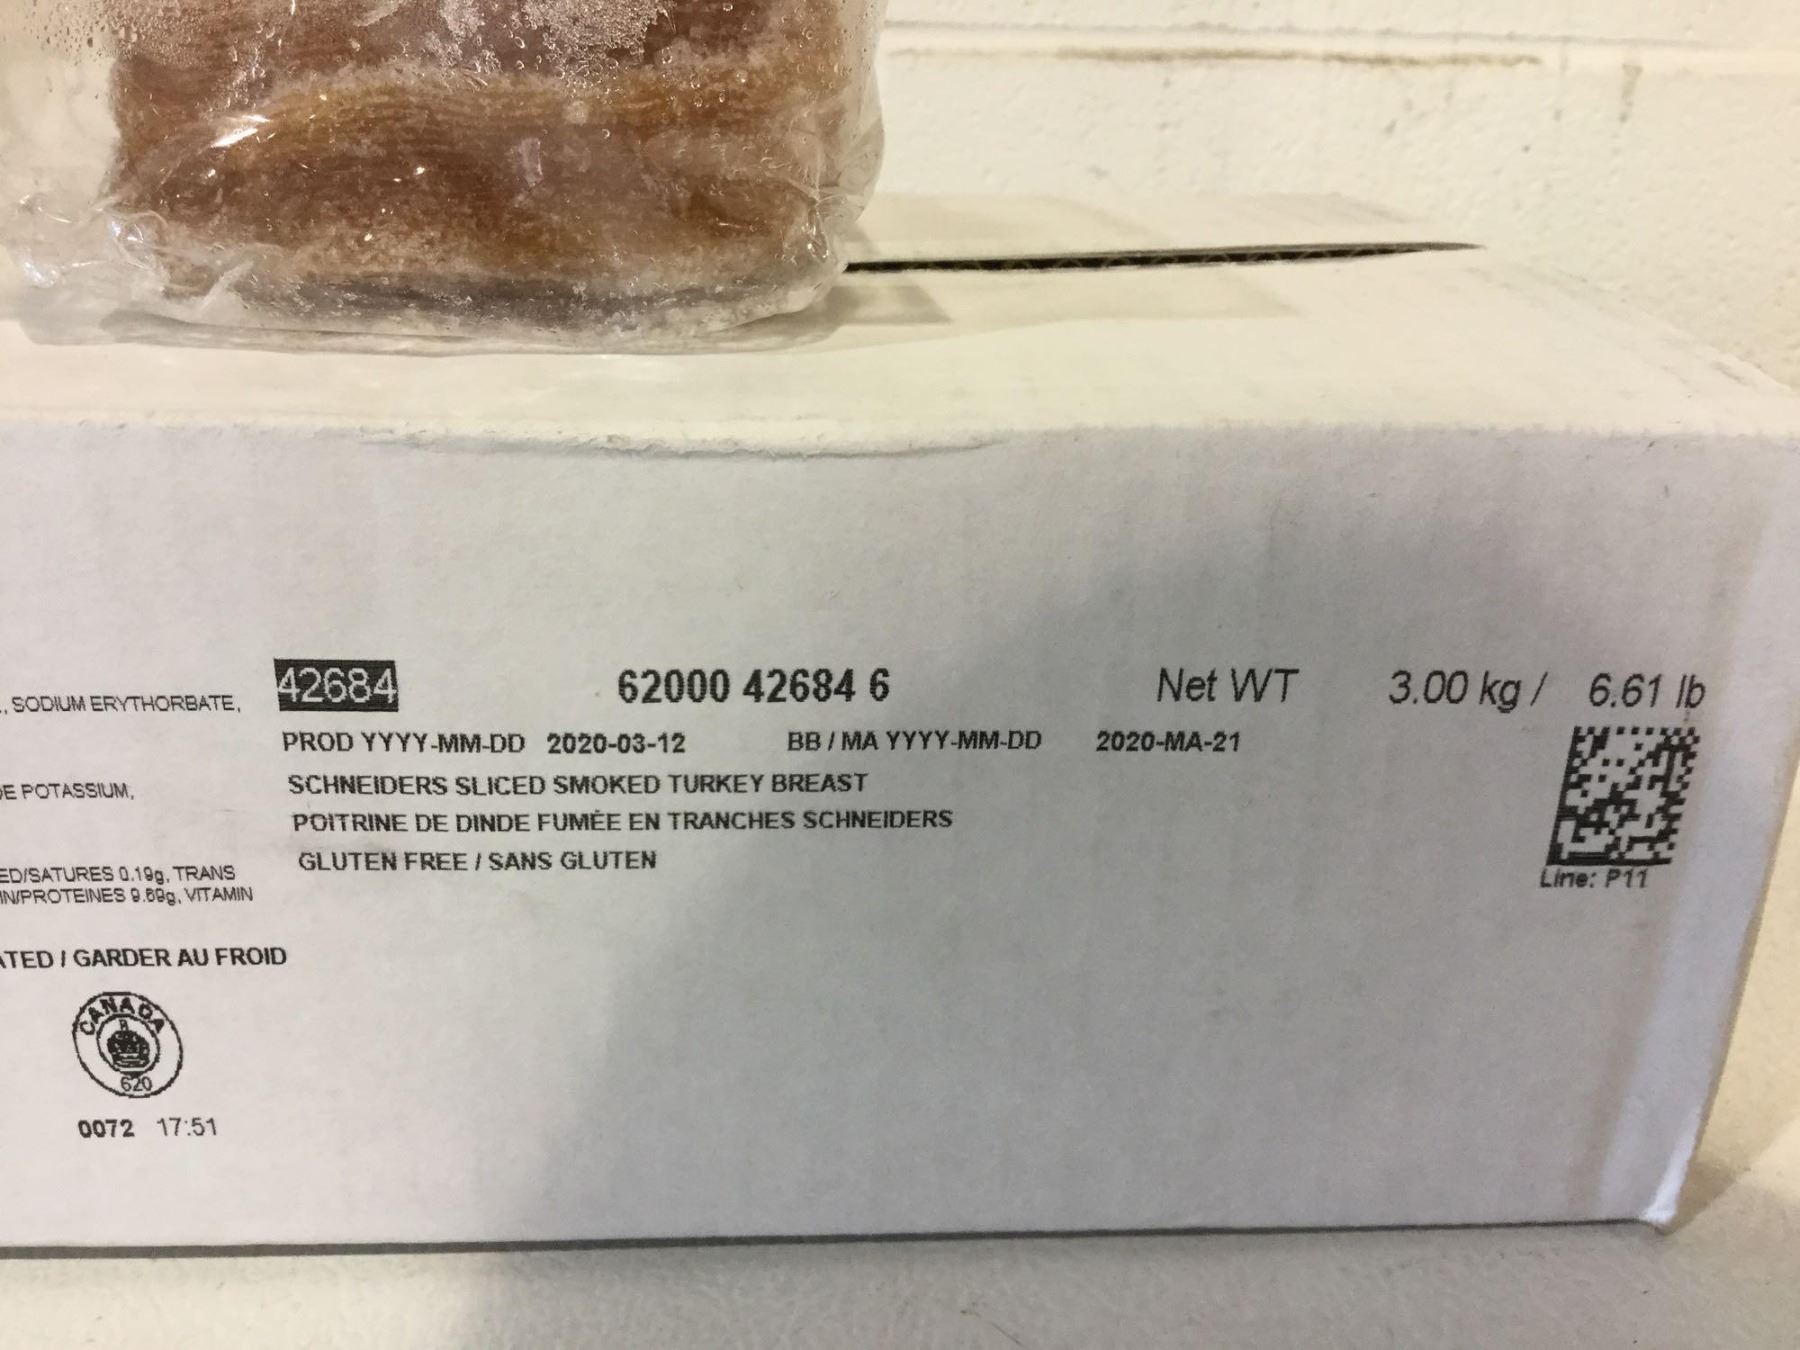 , SODIUM ERYTHORBATE,
E POTASSIUM,
ED/SATURES 0.19g, TRANS
IN/PROTEINES 9.69g, VITAMIN
ATED / GARDER AU FROID
CANADA
620
0072 17:51
42684 62000 42684 6 Net WT 3.00 kg / 6.61 lb
PROD YYYY-MM-DD 2020-03-12 BB / MA YYYY-MM-DD 2020-MA-21
SCHNEIDERS SLICED SMOKED TURKEY BREAST
POITRINE DE DINDE FUMÉE EN TRANCHES SCHNEIDERS
GLUTEN FREE / SANS GLUTEN
Line: P11